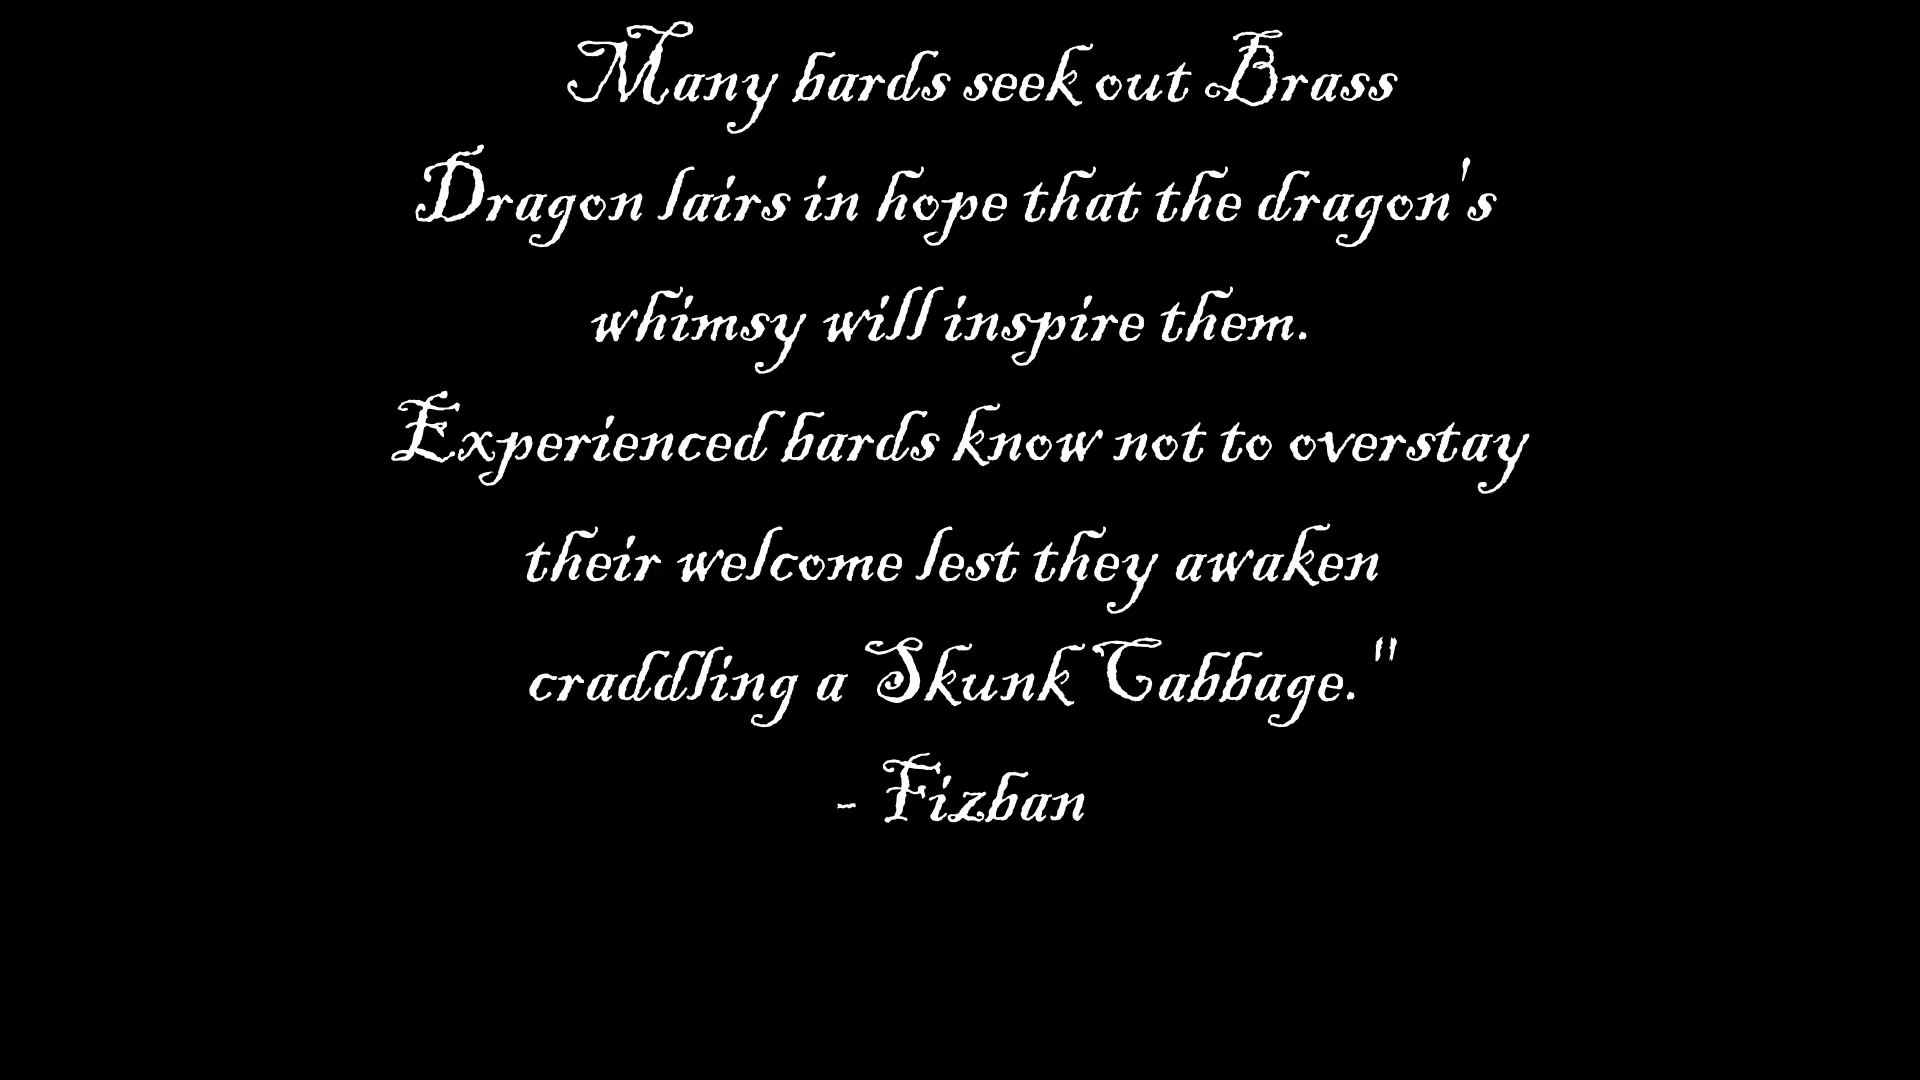 Many bards seek out Brass
Dragon lairs in hope that the dragon's
whimsy will inspire them.
Experienced bards know not to overstay
their welcome lest they awaken
craddling a Skunk Cabbage."
- Fizban